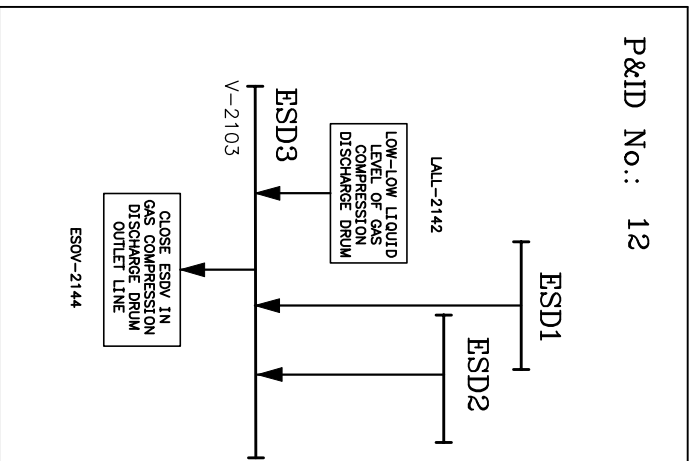 P&ID No.: 12
ESD1
ESD2
LALL-2142
LOW-LOW LIQUID
LEVEL OF GAS
COMPRESSION
DISCHARGE DRUM
ESD3
V-2103
CLOSE ESDV IN
GAS COMPRESSION
DISCHARGE DRUM
OUTLET LINE
ESOV-2144